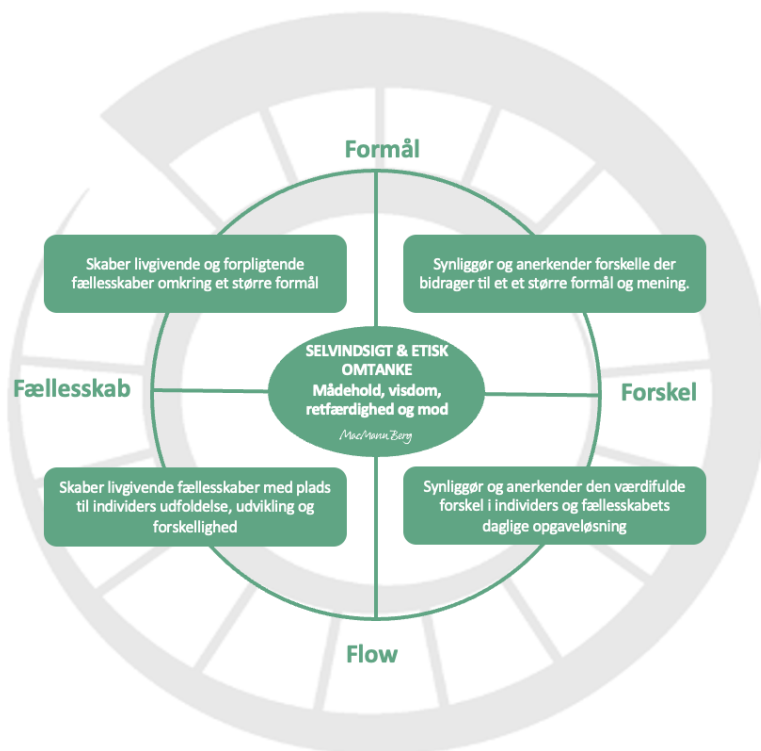 Formål
Skaber livgivende og forpligtende
fællesskaber omkring et større formål
Synliggør og anerkender forskelle der
bidrager til et et større formål og mening.
SELVINDSIGT & ETISK
OMTANKE
Mådehold, visdom,
retfærdighed og mod
MacMann Berg
Fællesskab
Forskel
Skaber livgivende fællesskaber med plads
til individers udfoldelse, udvikling og
forskellighed
Synliggør og anerkender den værdifulde
forskel i individers og fællesskabets
daglige opgaveløsning
Flow